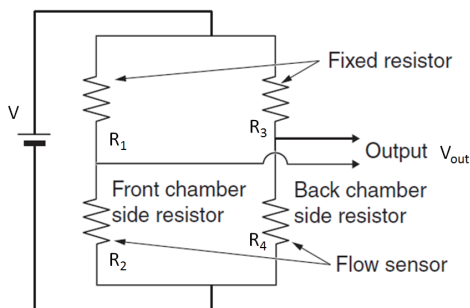 Fixed resistor
V
R1
R3
Output Vout
Front chamber
side resistor
Back chamber
side resistor
R2
R4
Flow sensor